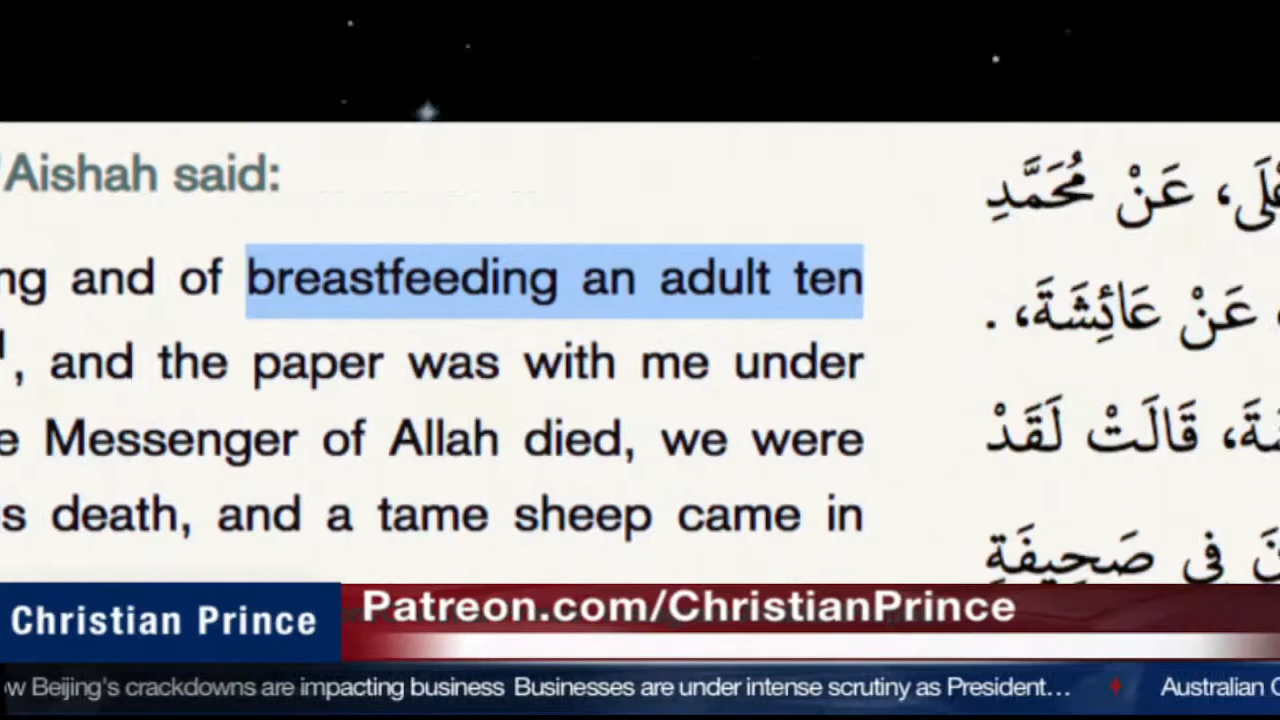 'Aishah said:
ng and of breastfeeding an adult ten
, and the paper was with me under
e Messenger of Allah died, we were
s death, and a tame sheep came in
عَنْ مُحَمَّدِ
عَنْ عَائِشَةَ، .
قَالَتْ لَقَدْ
فِي صَحِيفَةٍ
Christian Prince
Patreon.com/ChristianPrince
ow Beijing's crackdowns are impacting business Businesses are under intense scrutiny as President… Australian